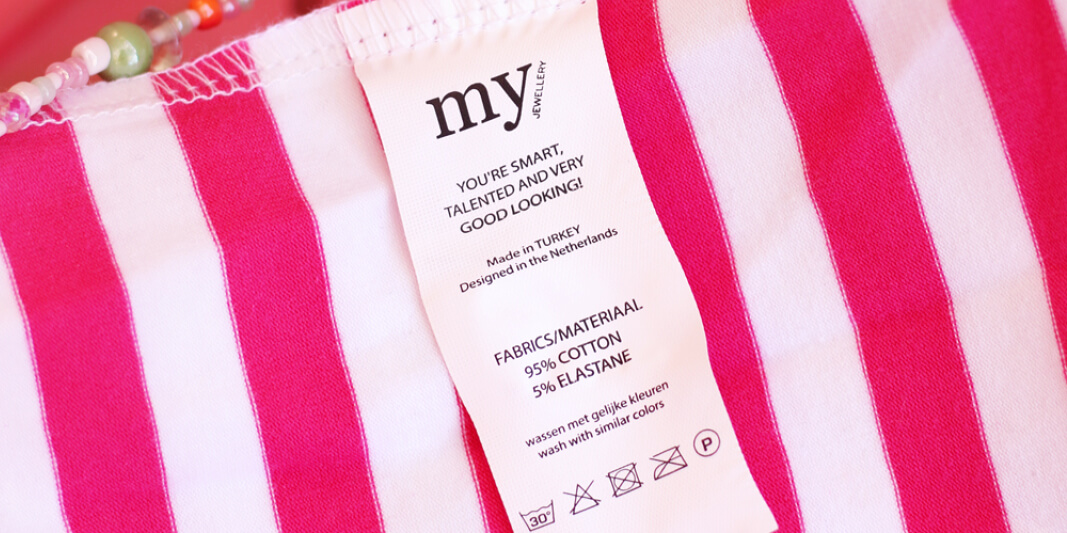 my
JEWELLERY
YOU'RE SMART,
TALENTED AND VERY
GOOD LOOKING!
Made in TURKEY
Designed in the Netherlands
FABRICS/MATERIAAL
95% COTTON
5% ELASTANE
wassen met gelijke kleuren
wash with similar colors
30° P